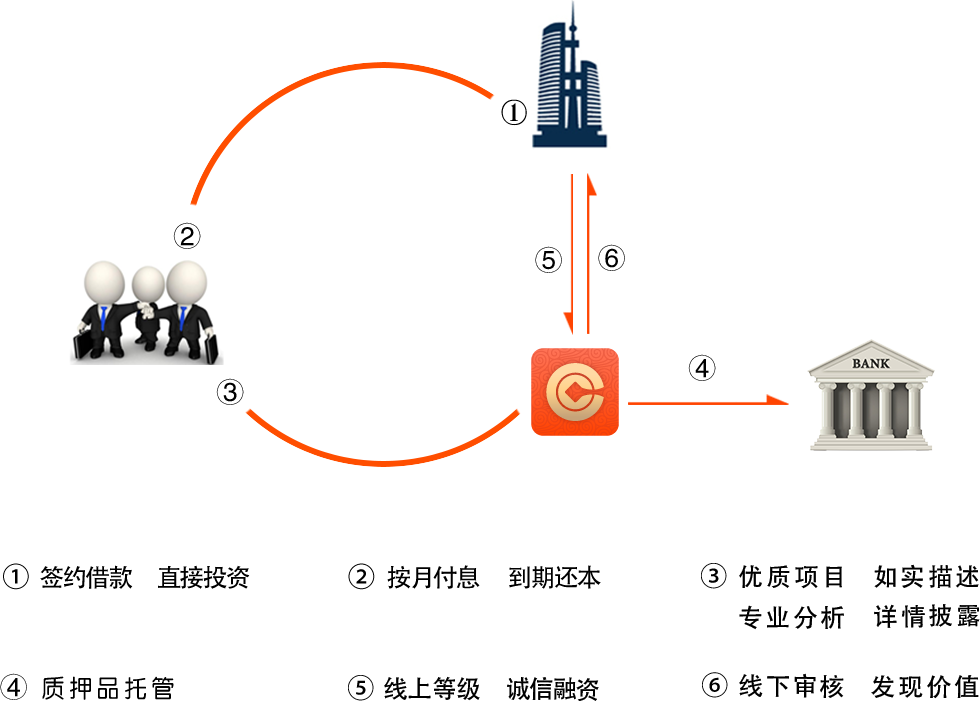 ①
②
⑤ ⑥
③
④
BANK
① 签约借款 直接投资
② 按月付息 到期还本
③ 优质项目 如实描述
专业分析 详情披露
④ 质押品托管
⑤ 线上等级 诚信融资
⑥ 线下审核 发现价值